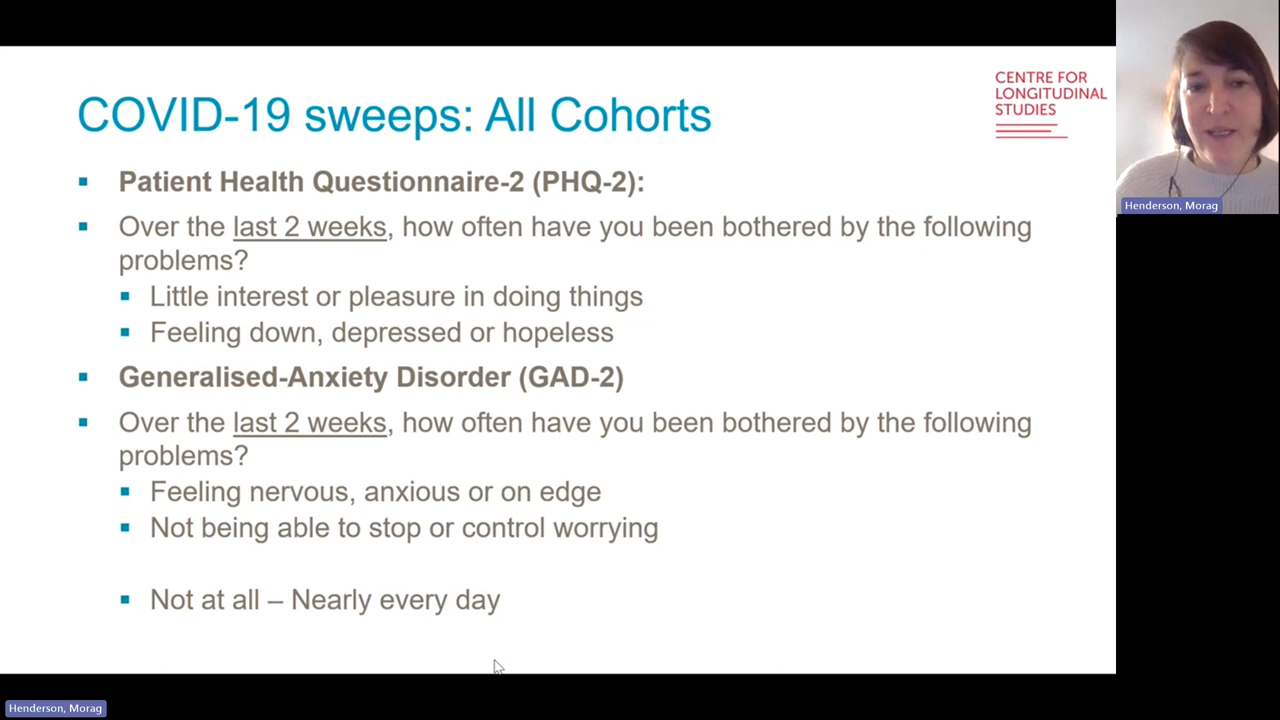 COVID-19 sweeps: All Cohorts
CENTRE FOR
LONGITUDINAL
STUDIES
▪ Patient Health Questionnaire-2 (PHQ-2):
▪ Over the last 2 weeks, how often have you been bothered by the following
problems?
▪ Little interest or pleasure in doing things
▪ Feeling down, depressed or hopeless
▪ Generalised-Anxiety Disorder (GAD-2)
▪ Over the last 2 weeks, how often have you been bothered by the following
problems?
▪ Feeling nervous, anxious or on edge
▪ Not being able to stop or control worrying
▪ Not at all – Nearly every day
Henderson, Morag
Henderson, Morag